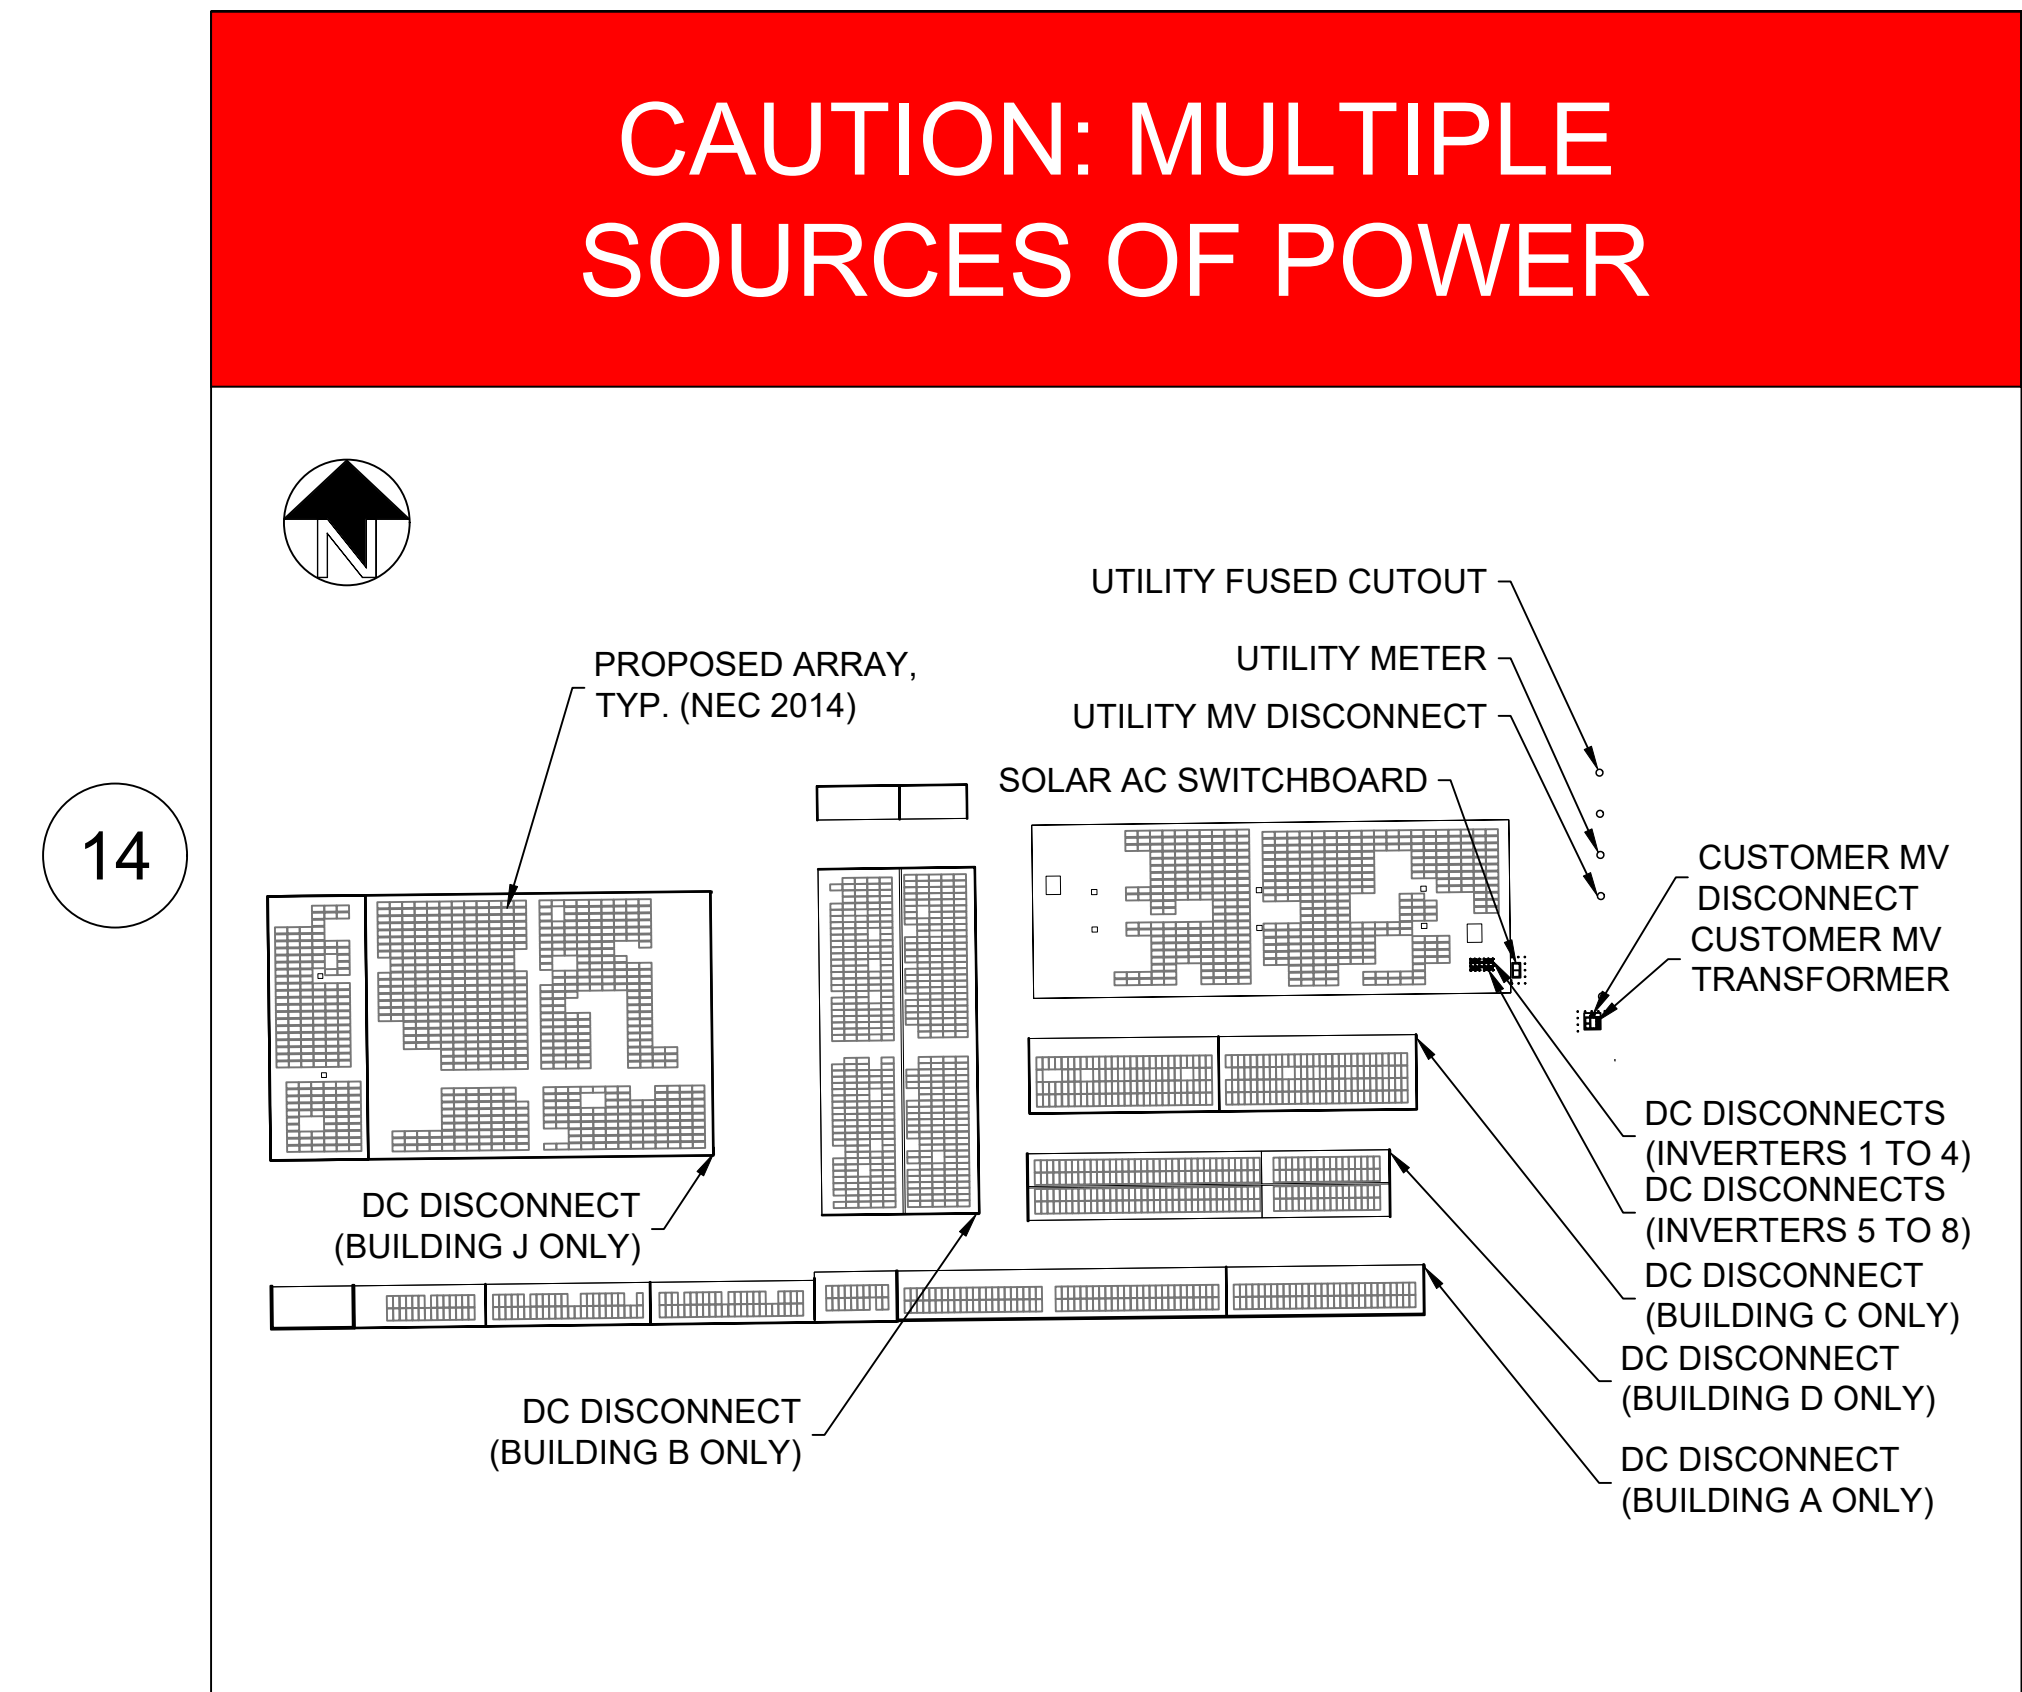 CAUTION: MULTIPLE
SOURCES OF POWER
N
UTILITY FUSED CUTOUT
PROPOSED ARRAY,
TYP. (NEC 2014)
UTILITY METER
UTILITY MV DISCONNECT
SOLAR AC SWITCHBOARD
14
CUSTOMER MV
DISCONNECT
CUSTOMER MV
TRANSFORMER
DC DISCONNECTS
(INVERTERS 1 TO 4)
DC DISCONNECTS
(INVERTERS 5 TO 8)
DC DISCONNECT
(BUILDING J ONLY)
DC DISCONNECT
(BUILDING C ONLY)
DC DISCONNECT
(BUILDING D ONLY)
DC DISCONNECT
(BUILDING B ONLY)
DC DISCONNECT
(BUILDING A ONLY)